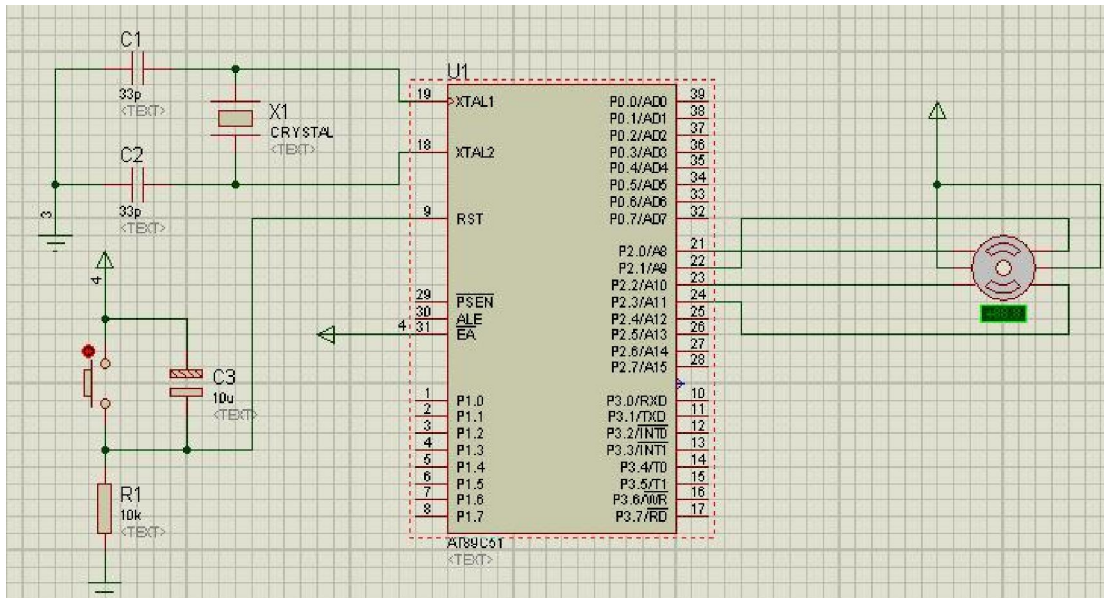 C1
33p
<TEXT>
X1
CRYSTAL
<TEXT>
C2
33p
<TEXT>
3
4
C3
10u
<TEXT>
R1
10k
<TEXT>
U1
19 XTAL1
18 XTAL2
9 RST
29 PSEN
30 ALE
4 31 EA
1 P1.0
2 P1.1
3 P1.2
4 P1.3
5 P1.4
6 P1.5
7 P1.6
8 P1.7
P0.0/AD0 39
P0.1/AD1 38
P0.2/AD2 37
P0.3/AD3 36
P0.4/AD4 35
P0.5/AD5 34
P0.6/AD6 33
P0.7/AD7 32
P2.0/A8 21
P2.1/A9 22
P2.2/A10 23
P2.3/A11 24
P2.4/A12 25
P2.5/A13 26
P2.6/A14 27
P2.7/A15 28
P3.0/RXD 10
P3.1/TXD 11
P3.2/INT0 12
P3.3/INT1 13
P3.4/T0 14
P3.5/T1 15
P3.6/WR 16
P3.7/RD 17
AT89C51
<TEXT>